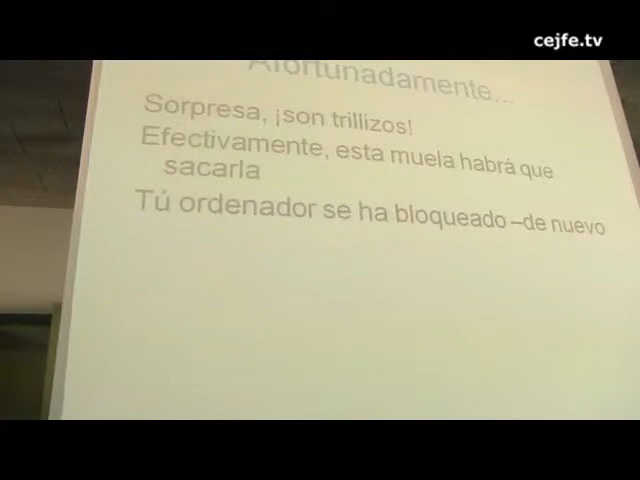 cejfe.tv
Afortunadamente...
Sorpresa, ¡son trillizos!
Efectivamente, esta muela habrá que
sacarla
Tú ordenador se ha bloqueado –de nuevo